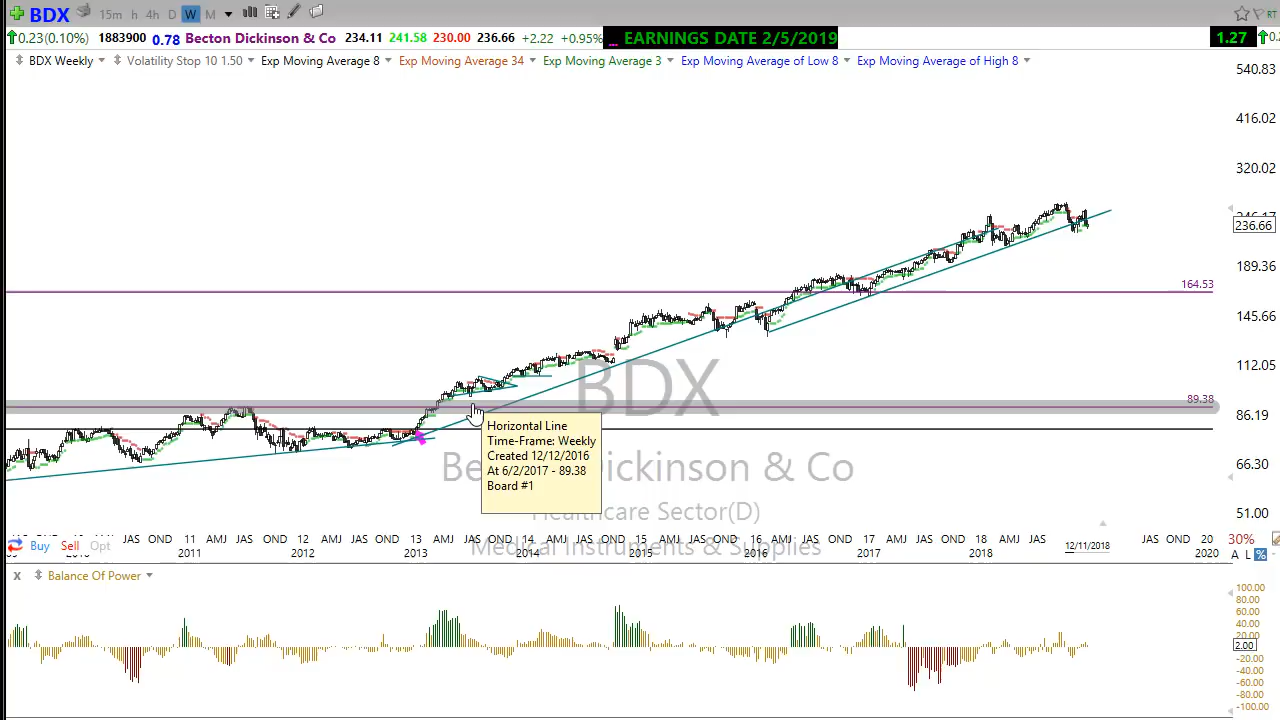 BDX 15m h 4h D W M RT
0.23(0.10%) 1883900 0.78 Becton Dickinson & Co 234.11 241.58 230.00 236.66 +2.22 +0.95% ... EARNINGS DATE 2/5/2019 1.27
BDX Weekly Volatility Stop 10 1.50 Exp Moving Average 8 Exp Moving Average 34 Exp Moving Average 3 Exp Moving Average of Low 8 Exp Moving Average of High 8
540.83
416.02
320.02
236.66
189.36
164.53
145.66
112.05
BDX
89.38
86.19
Horizontal Line
Time-Frame: Weekly
Created 12/12/2016
At 6/2/2017 - 89.38
Board #1
66.30
Becton Dickinson & Co
Healthcare Sector(D)
51.00
JAS OND 11 AMJ JAS OND 12 AMJ JAS OND 13 AMJ JAS OND 14 AMJ JAS OND AMJ JAS OND 16 AMJ JAS OND 17 AMJ JAS OND 18 AMJ JAS JAS OND 20 30%
Buy Sell Opt
2011 2012 2013 2014 2015 2016 2017 2018 12/11/2018 2020
Medical Instruments & Supplies
A L %
X Balance Of Power
100.00
80.00
60.00
40.00
20.00
2.00
-20.00
-40.00
-60.00
-80.00
-100.00